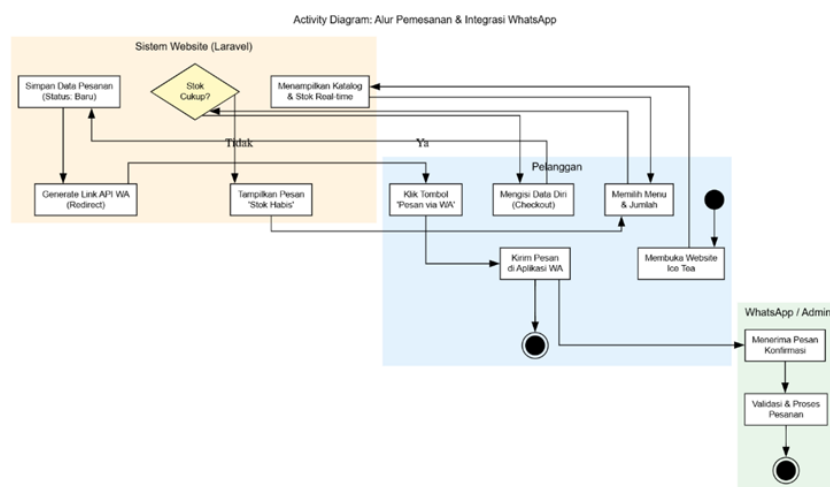 Activity Diagram: Alur Pemesanan & Integrasi WhatsApp
Sistem Website (Laravel)
Simpan Data Pesanan
(Status: Baru)
Stok
Cukup?
Menampilkan Katalog
& Stok Real-time
Tidak
Ya
Generate Link API WA
(Redirect)
Tampilkan Pesan
'Stok Habis'
Pelanggan
Klik Tombol
'Pesan via WA'
Mengisi Data Diri
(Checkout)
Memilih Menu
& Jumlah
Kirim Pesan
di Aplikasi WA
Membuka Website
Ice Tea
WhatsApp / Admin
Menerima Pesan
Konfirmasi
Validasi & Proses
Pesanan